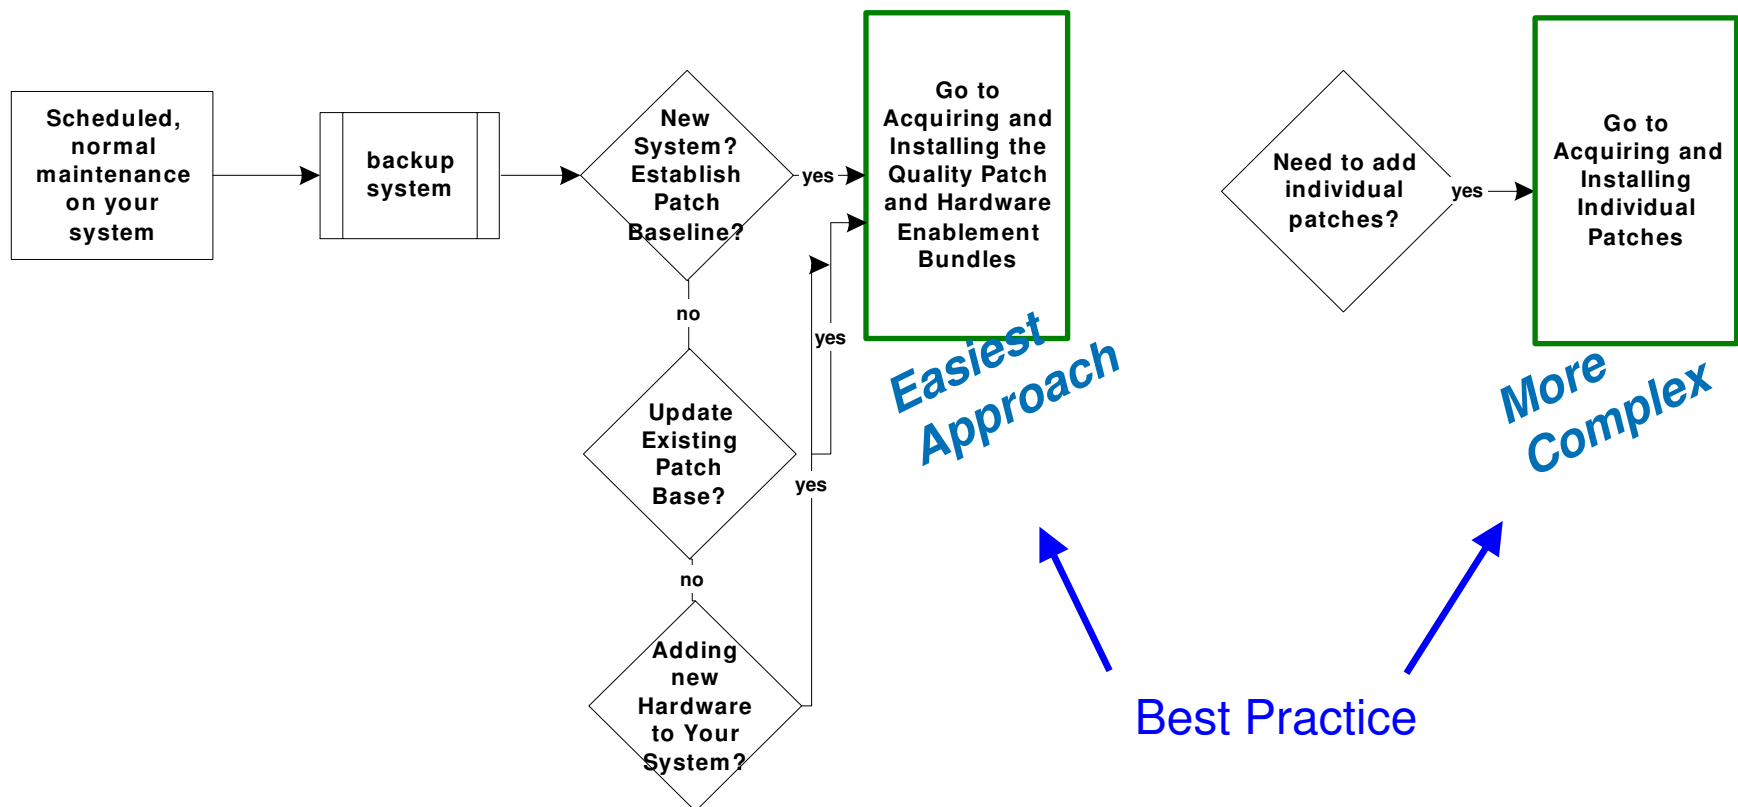 Scheduled,
normal
maintenance
on your
system
backup
system
New
System?
Establish
Patch
Baseline?
yes
Go to
Acquiring and
Installing the
Quality Patch
and Hardware
Enablement
Bundles
Easiest
Approach
no
yes
Update
Existing
Patch
Base?
yes
no
Adding
new
Hardware
to Your
System?
Need to add
individual
patches?
yes
Go to
Acquiring and
Installing
Individual
Patches
More
Complex
Best Practice